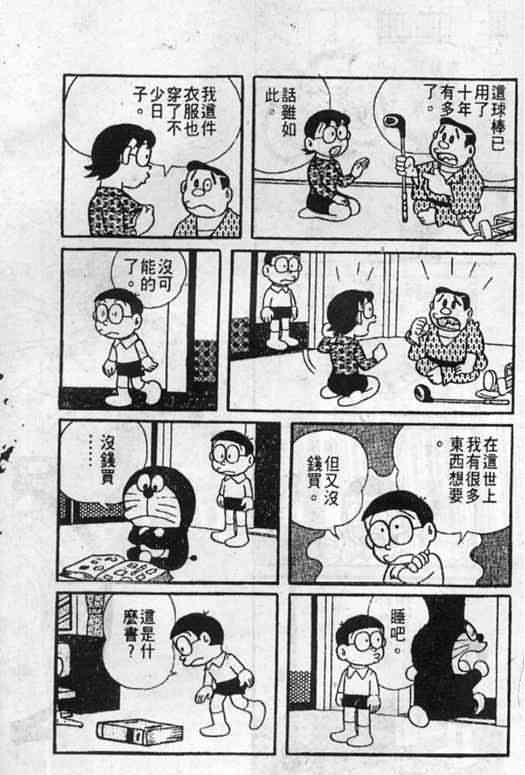 這球棒已
用了
十年
有多
了。
話雖如
此。
我這件
衣服也
穿了不
少日
子。
沒可
能的
了。
在這世上
我有很多
東西想要
。
但又沒
錢買。
沒錢買
……
睡吧。
這是什
麼書?